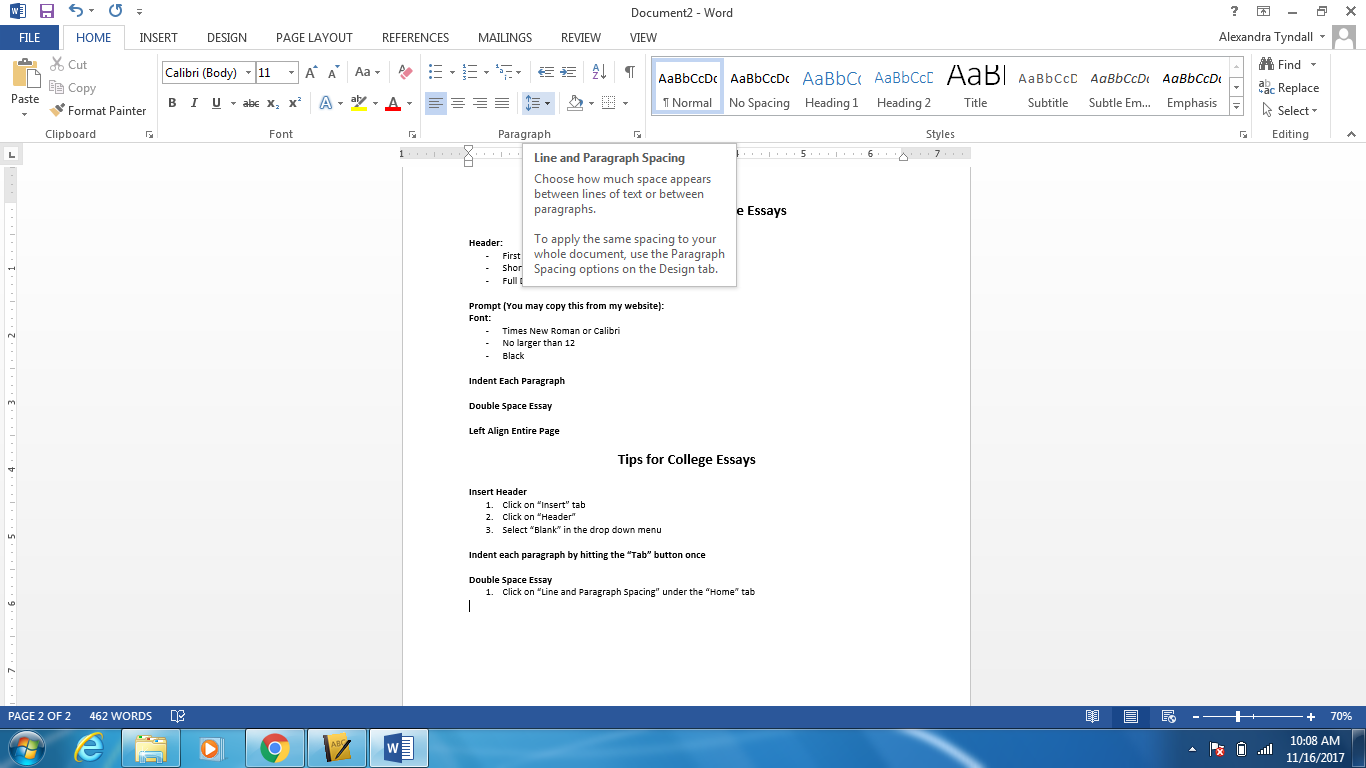 Document2 - Word
FILE HOME INSERT DESIGN PAGE LAYOUT REFERENCES MAILINGS REVIEW VIEW Alexandra Tyndall
Cut
Copy
Format Painter
Paste
Clipboard
Calibri (Body) 11
Font
Paragraph
AaBbCcDc AaBbCcDc AaBbCc AaBbCcD AaB AaBbCcD AaBbCcDc AaBbCcDc
¶ Normal No Spacing Heading 1 Heading 2 Title Subtitle Subtle Em... Emphasis
Styles
Find
Replace
Select
Editing
1 4 5 6 7
Line and Paragraph Spacing
Choose how much space appears
between lines of text or between
paragraphs.
To apply the same spacing to your
whole document, use the Paragraph
Spacing options on the Design tab.
Essays
Header:
- First
- 
- Full
Prompt (You may copy this from my website):
Font:
- Times New Roman or Calibri
- No larger than 12
- Black
Indent Each Paragraph
Double Space Essay
Left Align Entire Page
Tips for College Essays
Insert Header
1. Click on “Insert” tab
2. Click on “Header”
3. Select “Blank” in the drop down menu
Indent each paragraph by hitting the “Tab” button once
Double Space Essay
1. Click on “Line and Paragraph Spacing” under the “Home” tab
PAGE 2 OF 2 462 WORDS 70%
10:08 AM
11/16/2017